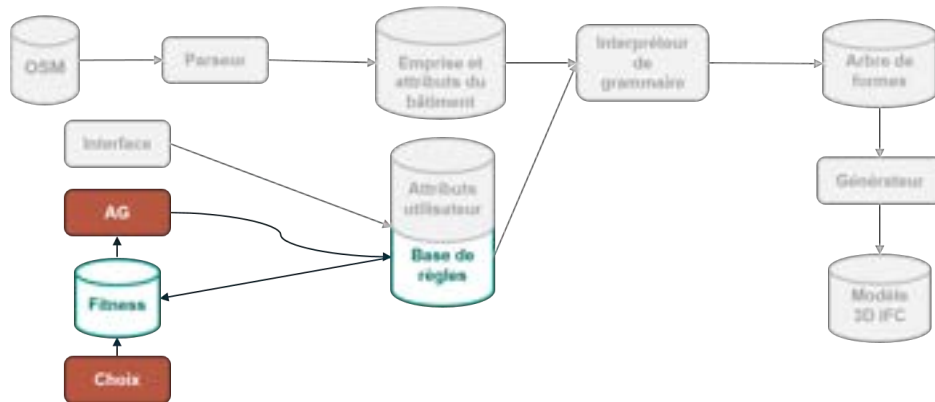 OSM
Parseur
Emprise et
attributs du
bâtiment
Interpréteur
de
grammaire
Arbre de
formes
Interface
Attributs
utilisateur
Générateur
AG
Base de
règles
Fitness
Modèle
3D IFC
Choix